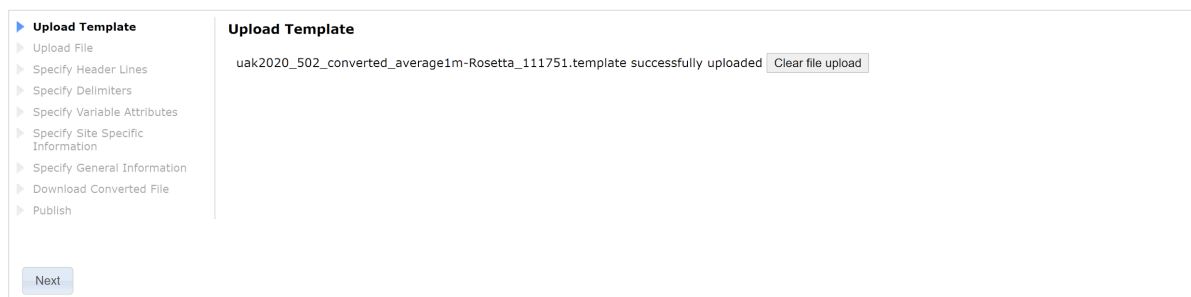 Upload Template
Upload File
Specify Header Lines
Specify Delimiters
Specify Variable Attributes
Specify Site Specific
Information
Specify General Information
Download Converted File
Publish
Next
Upload Template
uak2020_502_converted_average1m-Rosetta_111751.template successfully uploaded Clear file upload